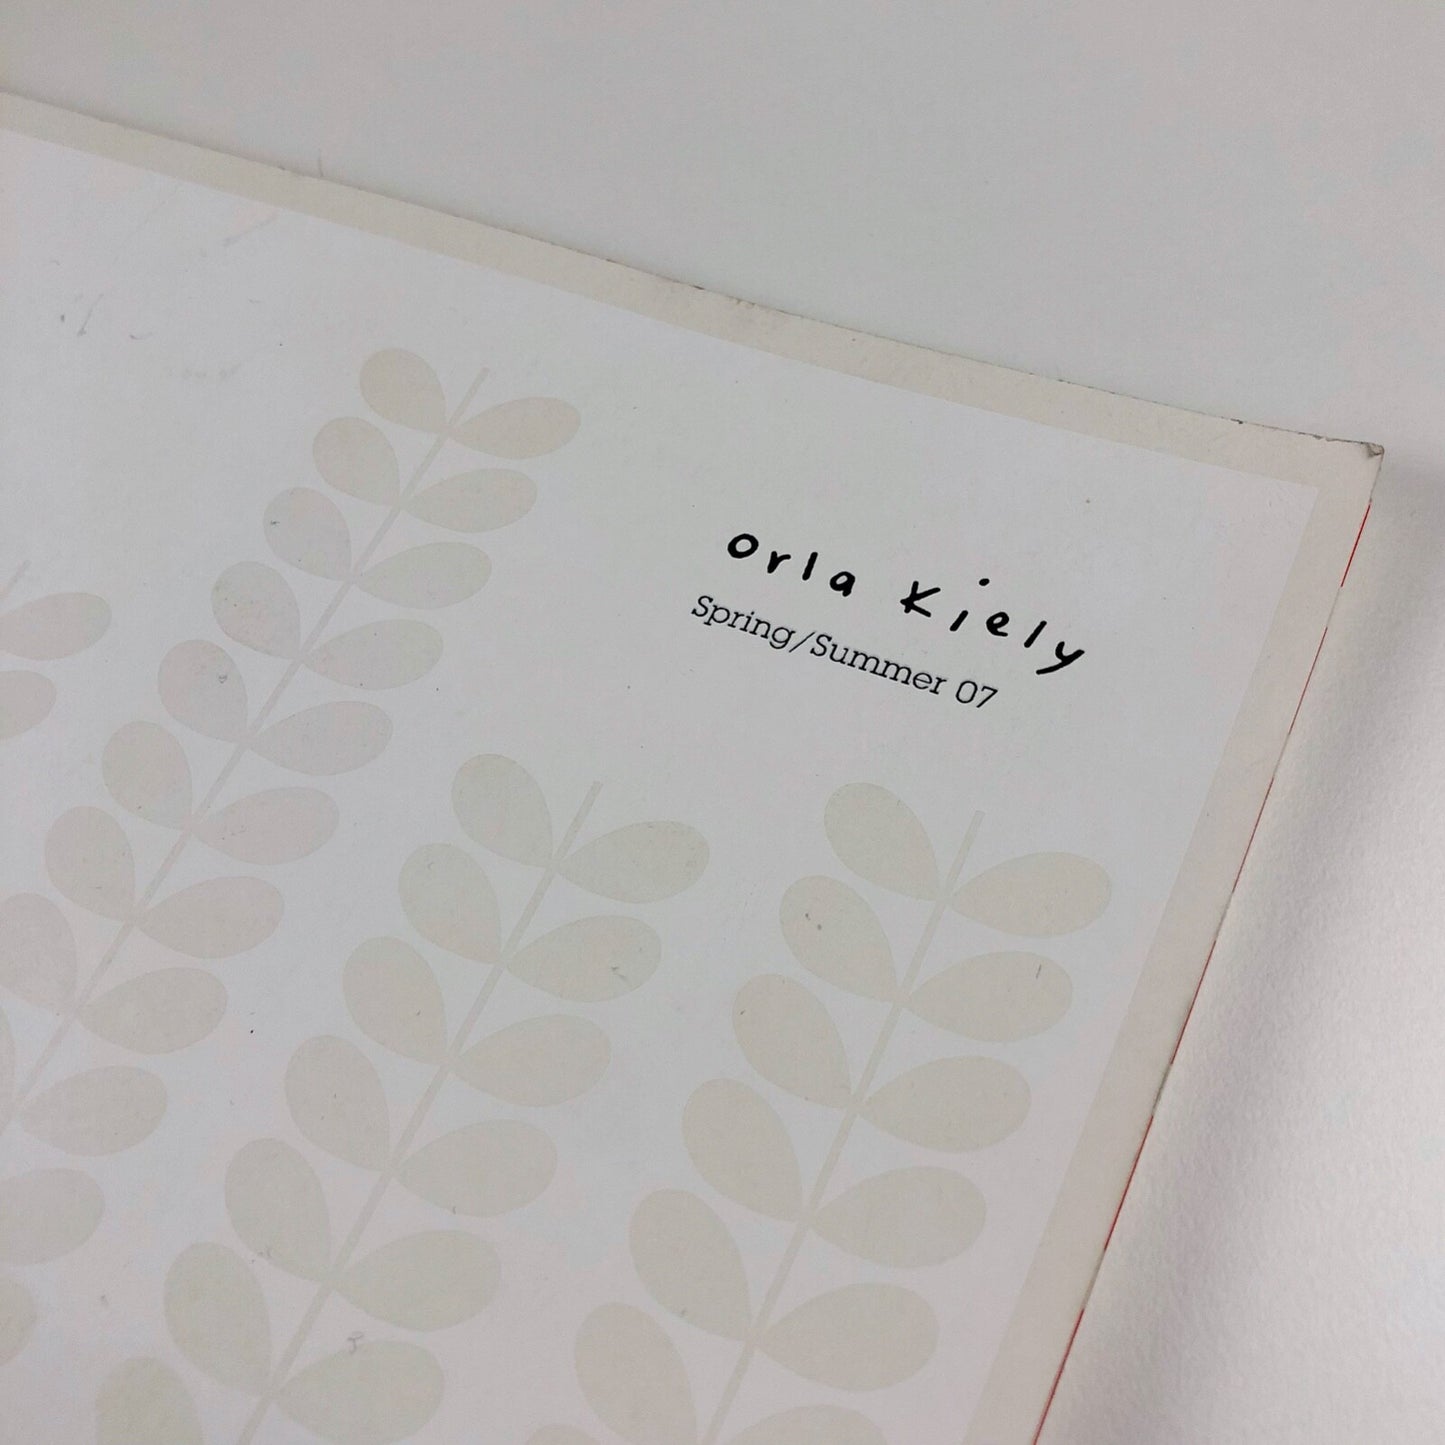 orla kiely
Spring/Summer 07